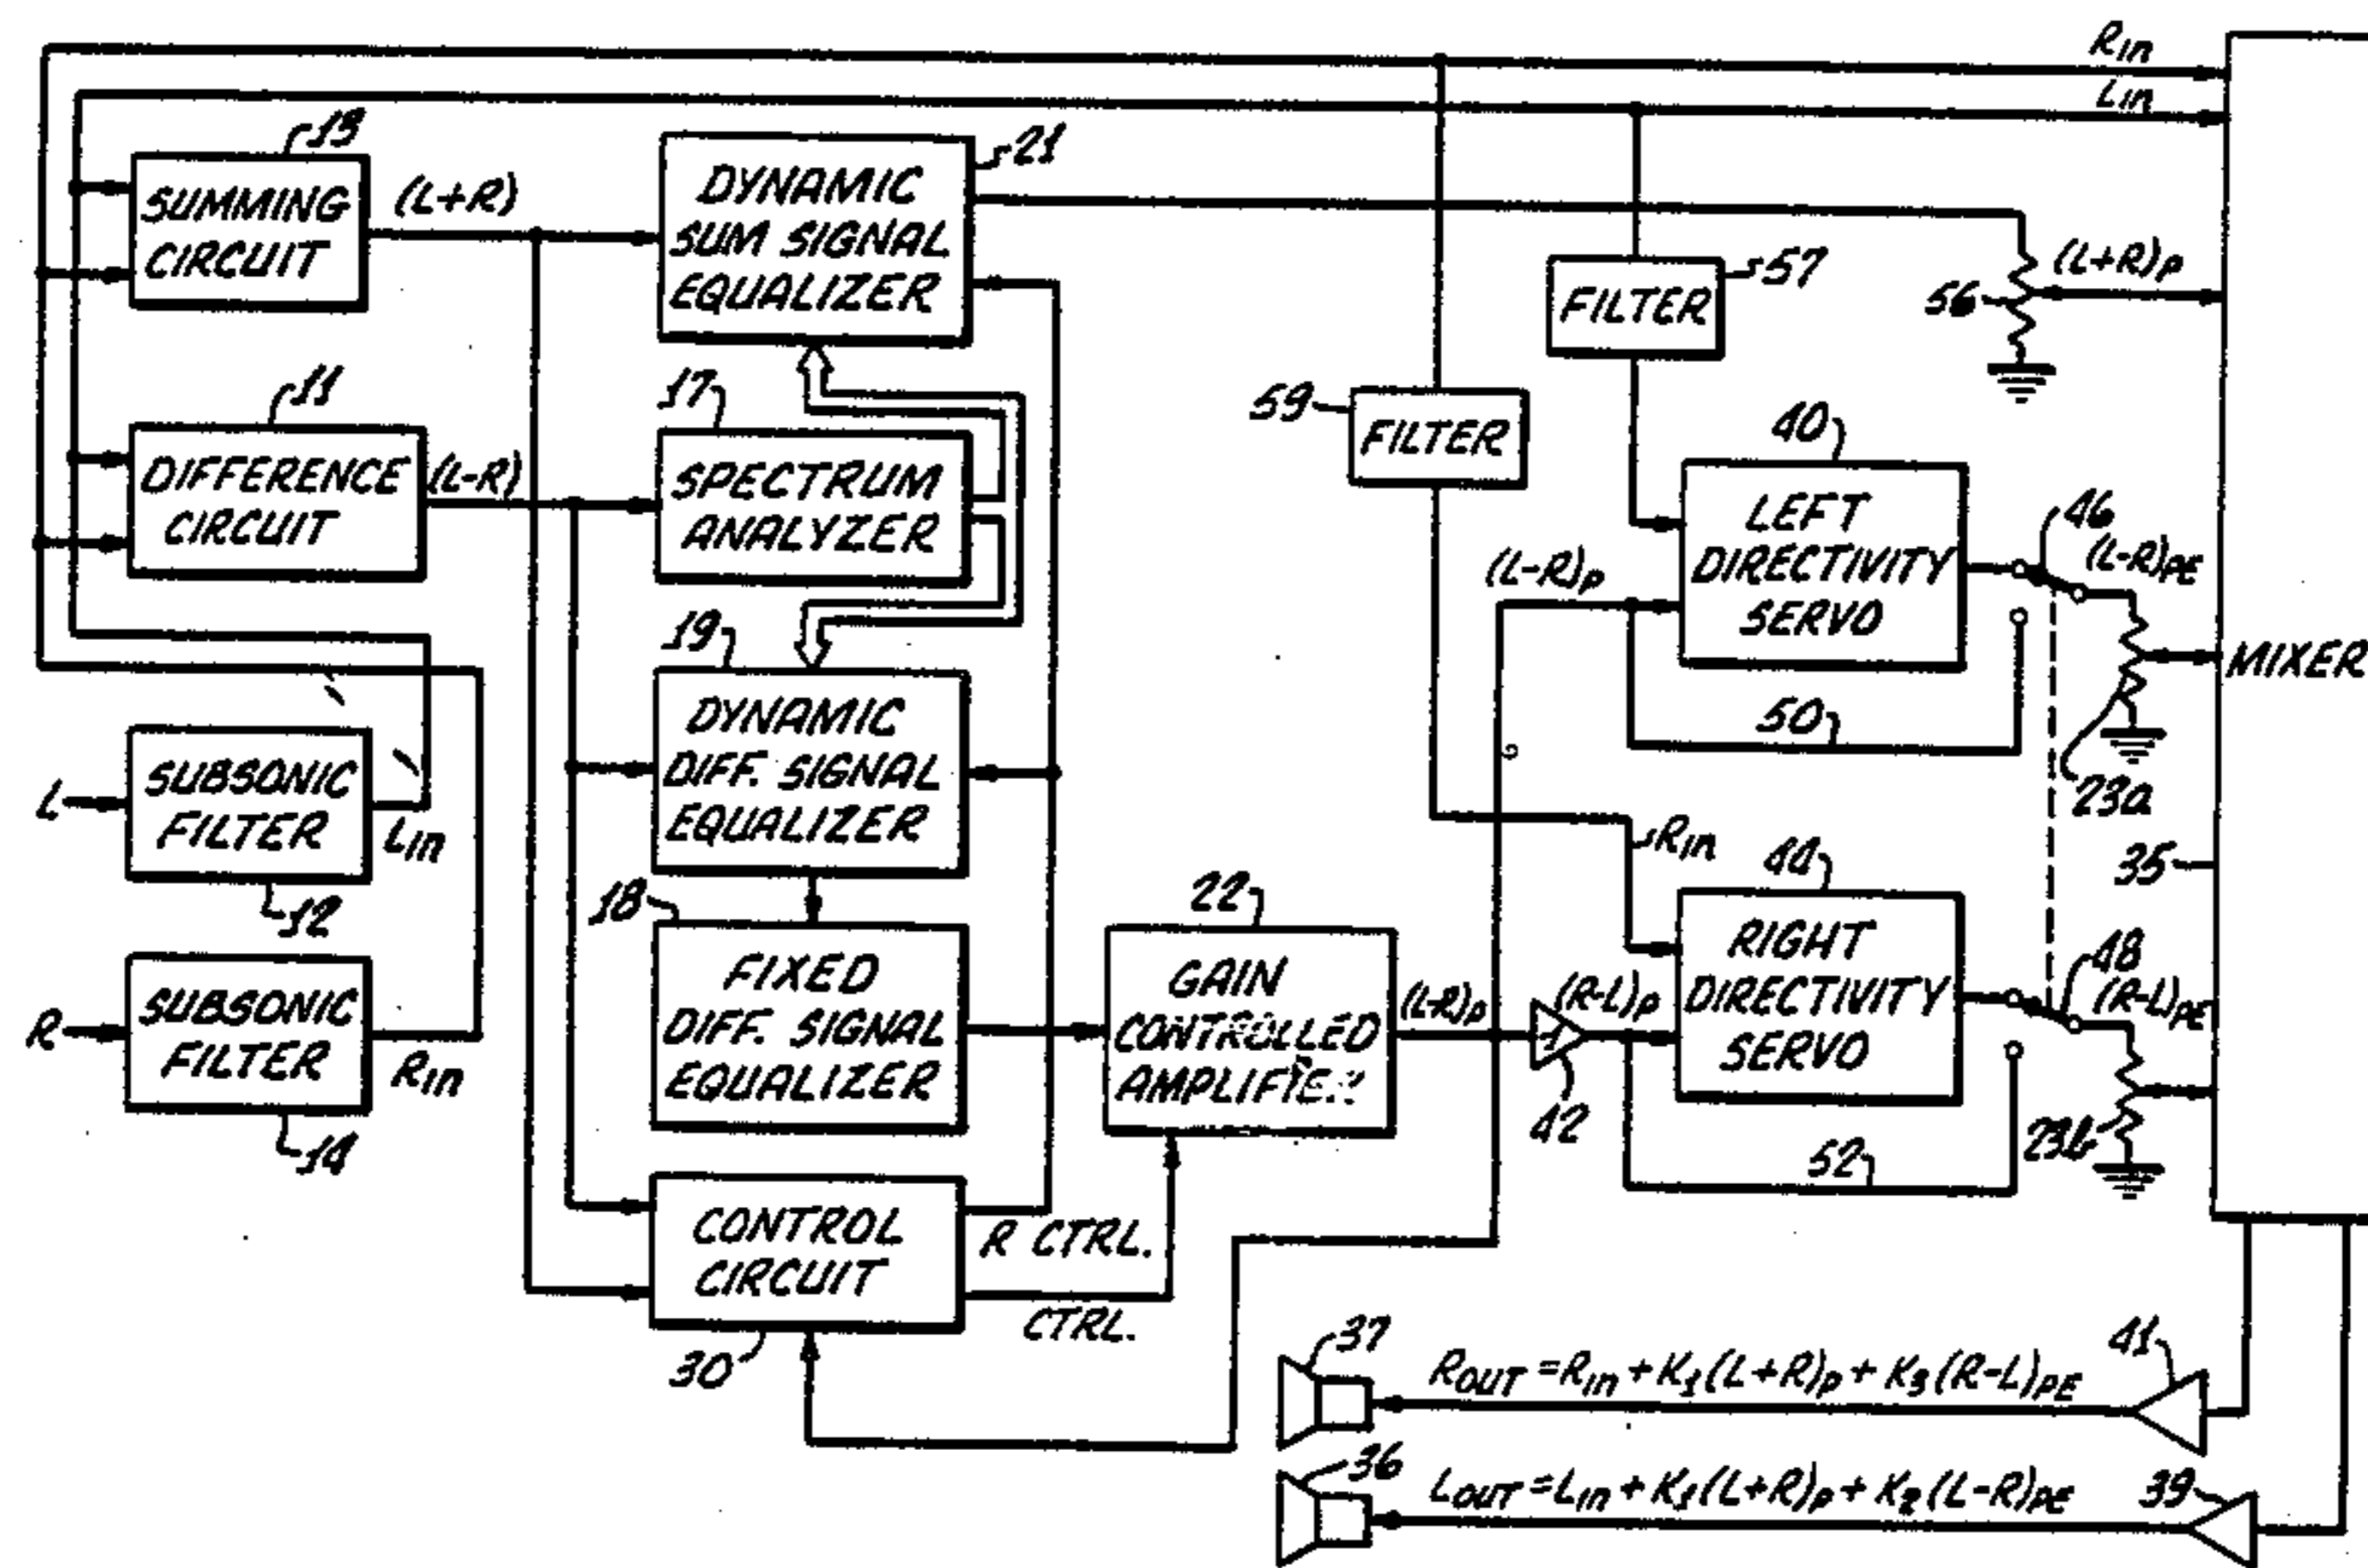 Rin
Lin
13
SUMMING
CIRCUIT
(L+R)
21
DYNAMIC
SUM SIGNAL
EQUALIZER
57
FILTER
56
(L+R)P
11
DIFFERENCE
CIRCUIT
(L-R)
17
SPECTRUM
ANALYZER
59
FILTER
40
LEFT
DIRECTIVITY
SERVO
(L-R)P
46
(L-R)PE
MIXER
19
DYNAMIC
DIFF. SIGNAL
EQUALIZER
50
23a
L
SUBSONIC
FILTER
Lin
12
Rin
35
18
FIXED
DIFF. SIGNAL
EQUALIZER
22
GAIN
CONTROLLED
AMPLIFIER
(L-R)P
(R-L)P
42
44
RIGHT
DIRECTIVITY
SERVO
48
(R-L)PE
23b
52
R
SUBSONIC
FILTER
Rin
14
CONTROL
CIRCUIT
R CTRL.
CTRL.
30
37
ROUT = Rin + K1(L+R)P + K3(R-L)PE
41
36
LOUT = Lin + K1(L+R)P + K2(L-R)PE
39